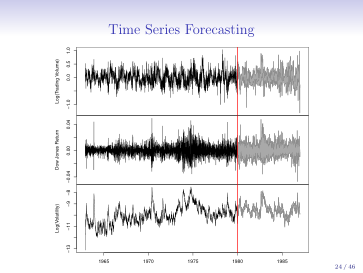 Time Series Forecasting
Log(Trading Volume)
-1.0 0.0 0.5 1.0
Dow Jones Return
-0.04 0.00 0.04
Log(Volatility)
-13 -11 -9 -8
1965 1970 1975 1980 1985
24 / 46